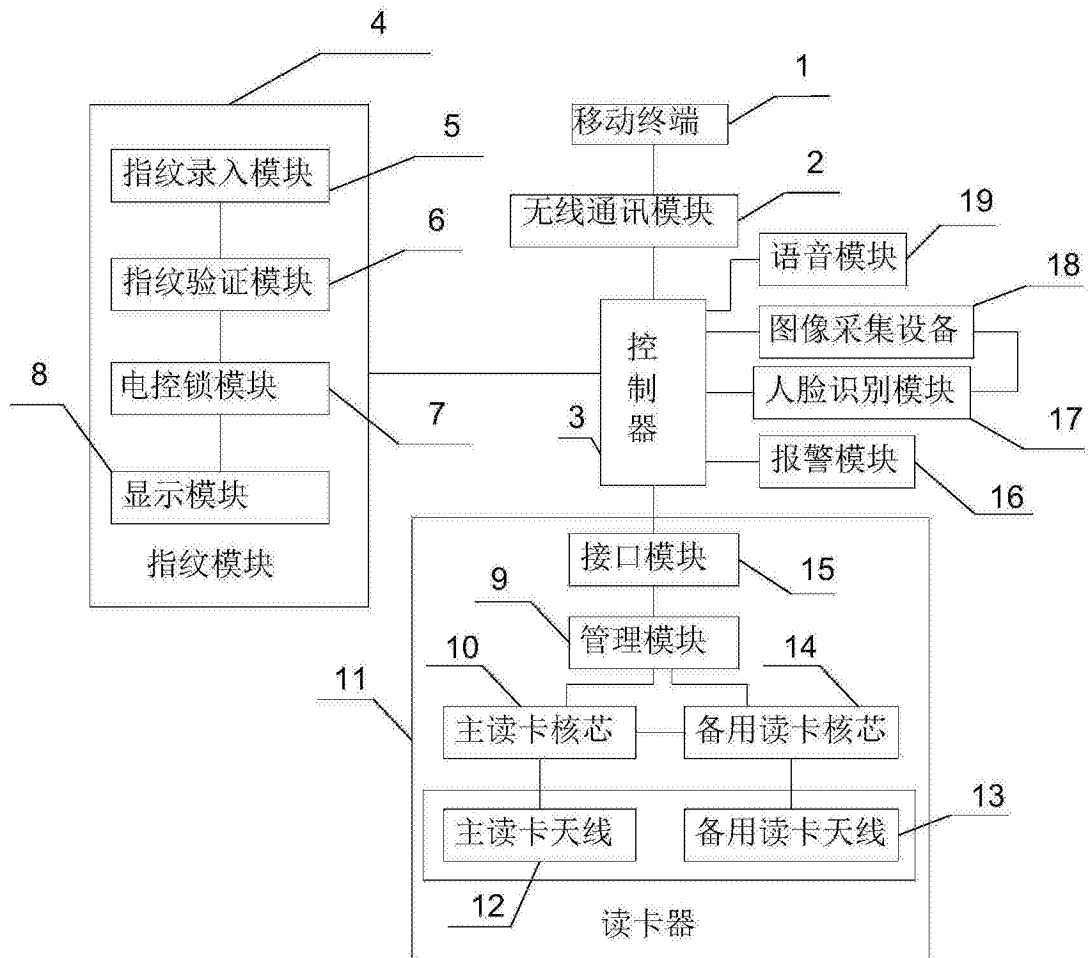 4
1
移动终端
5
指纹录入模块
2
无线通讯模块
19
语音模块
6
指纹验证模块
18
图像采集设备
控制器
3
8
电控锁模块
7
人脸识别模块
17
报警模块
16
显示模块
指纹模块
接口模块
15
9
管理模块
10
14
11
主读卡核芯
备用读卡核芯
主读卡天线
备用读卡天线
13
12
读卡器